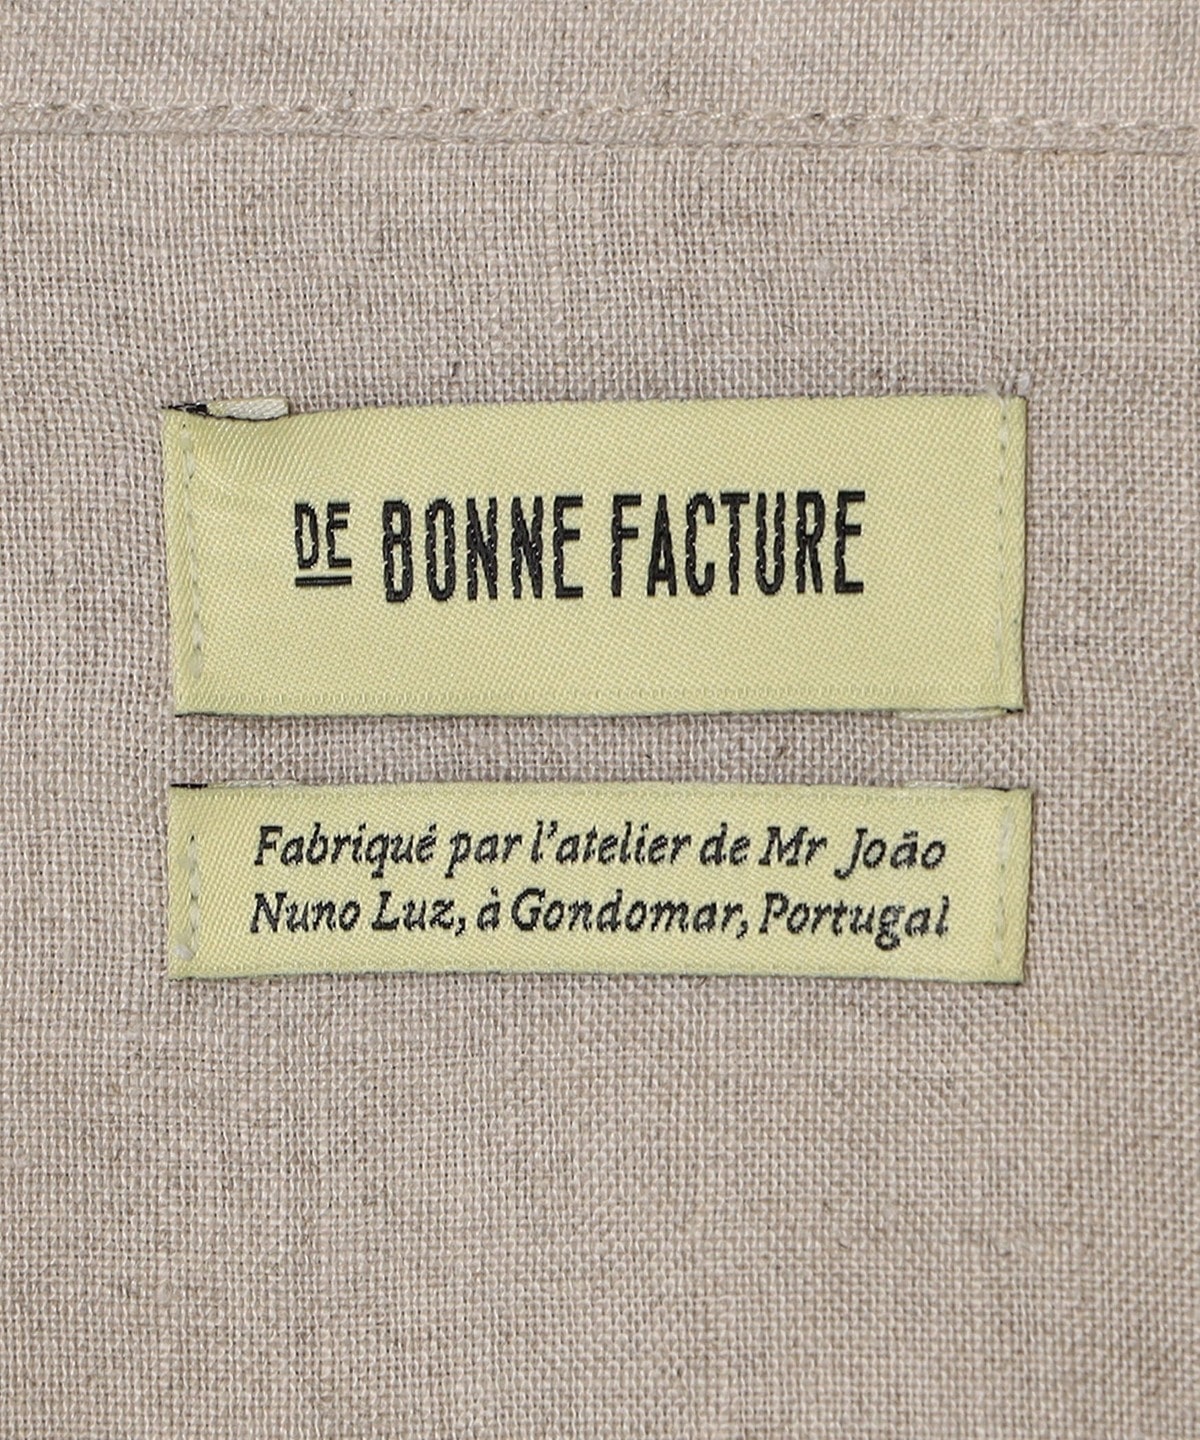 DE BONNE FACTURE
Fabriqué par l'atelier de Mr João
Nuno Luz, à Gondomar, Portugal